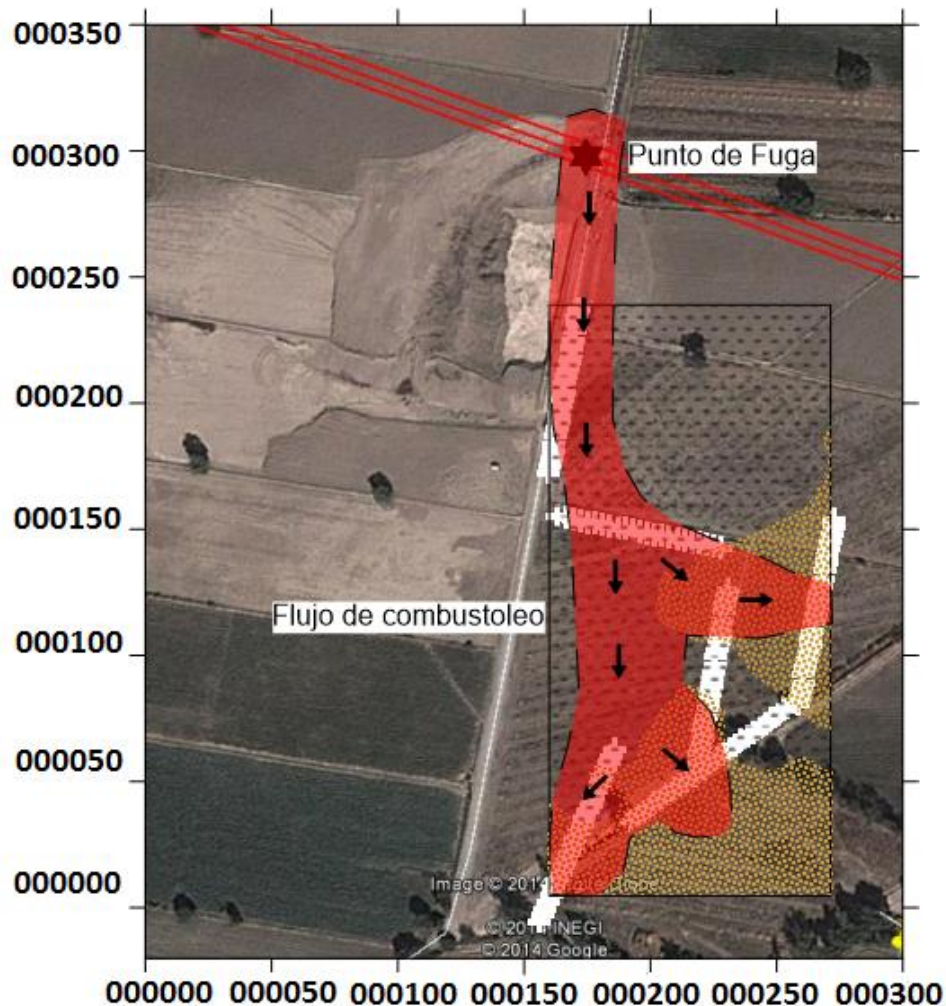 000350
000300
Punto de Fuga
000250
000200
000150
Flujo de combustoleo
000100
000050
000000
Image © 2014
© 2014 INEGI
© 2014 Google
000000 000050 000100 000150 000200 000250 000300